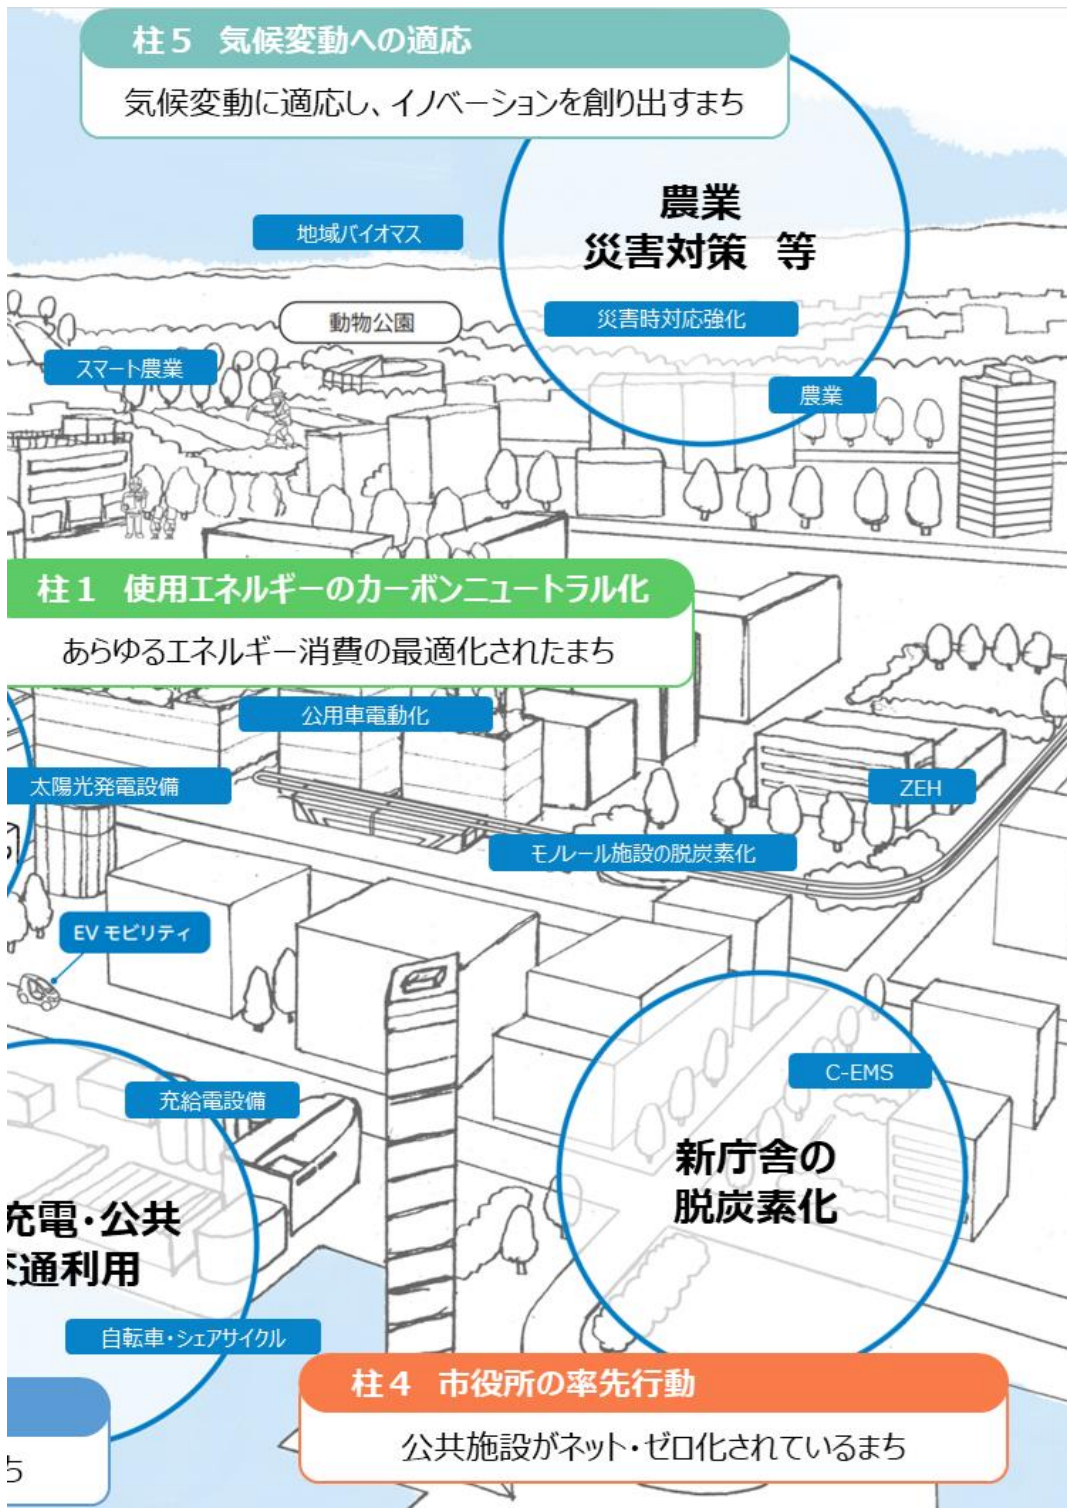 柱5 気候変動への適応
気候変動に適応し、イノベーションを創り出すまち
農業
災害対策 等
地域バイオマス
動物公園
災害時対応強化
スマート農業
農業
柱1 使用エネルギーのカーボンニュートラル化
あらゆるエネルギー消費の最適化されたまち
公用車電動化
太陽光発電設備
ZEH
モノレール施設の脱炭素化
EV モビリティ
C-EMS
充給電設備
新庁舎の
脱炭素化
充電・公共
交通利用
自転車・シェアサイクル
柱4 市役所の率先行動
公共施設がネット・ゼロ化されているまち
ち